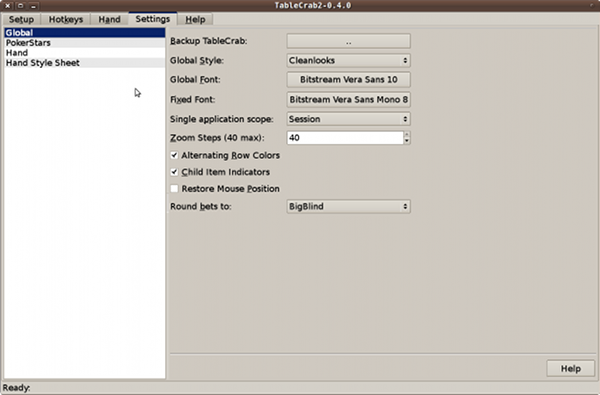 TableCrab2-0.4.0
Setup Hotkeys Hand Settings Help
Global
PokerStars
Hand
Hand Style Sheet
Backup TableCrab: ..
Global Style: Cleanlooks
Global Font: Bitstream Vera Sans 10
Fixed Font: Bitstream Vera Sans Mono 8
Single application scope: Session
Zoom Steps (40 max): 40
Alternating Row Colors
Child Item Indicators
Restore Mouse Position
Round bets to: BigBlind
Help
Ready: